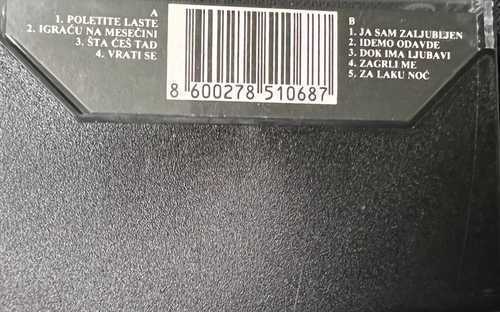 A
1. POLETITE LASTE
2. IGRAČU NA MESEČINI
3. ŠTA ĆEŠ TAD
4. VRATI SE
8 600278 510687
B
1. JA SAM ZALJUBLJEN
2. IDEMO ODAVDE
3. DOK IMA LJUBAVI
4. ZAGRLI ME
5. ZA LAKU NOĆ